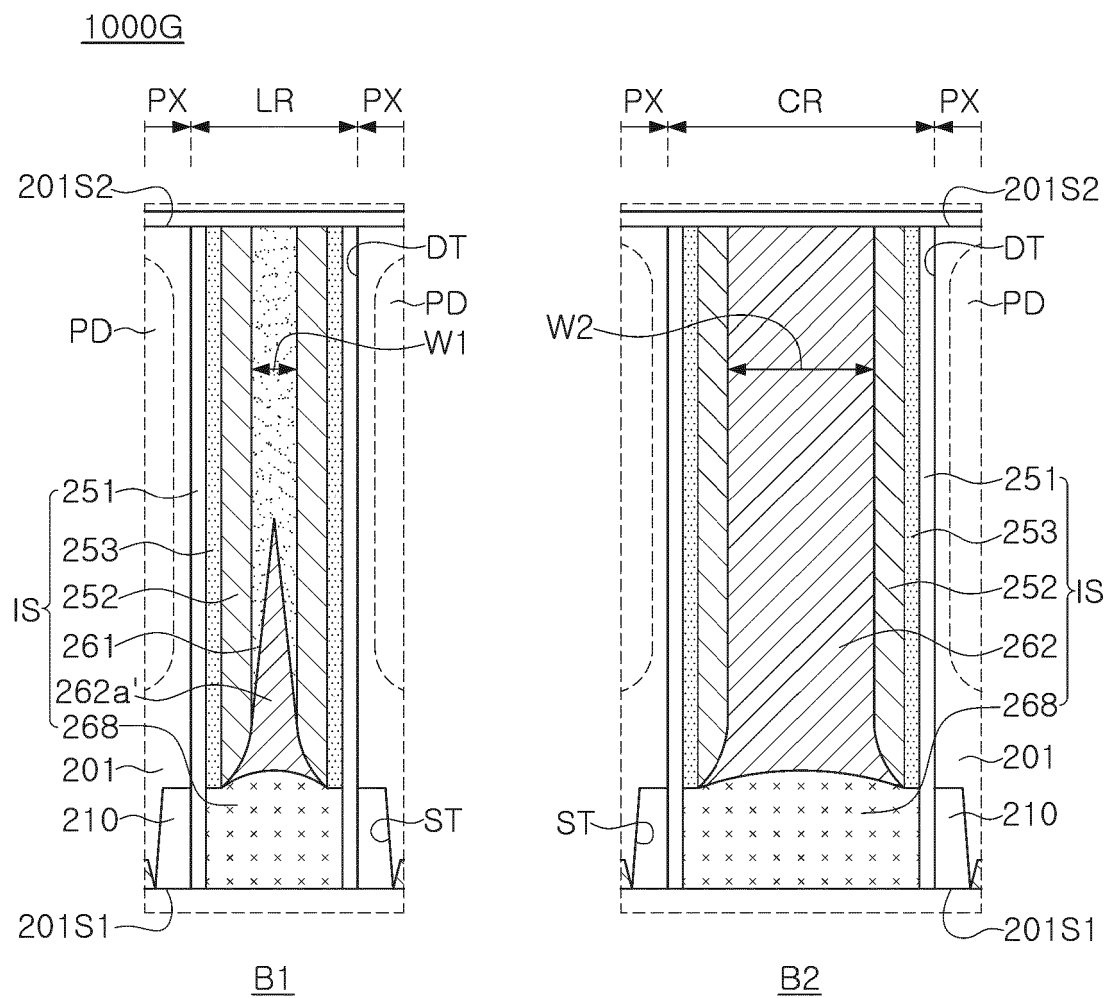 1000G
PX LR PX
PX CR PX
201S2
201S2
DT
DT
PD
PD
PD
W1
W2
251
253
252
IS
261
262a'
268
201
210
ST
201S1
251
253
252
IS
262
268
201
210
ST
201S1
B1
B2